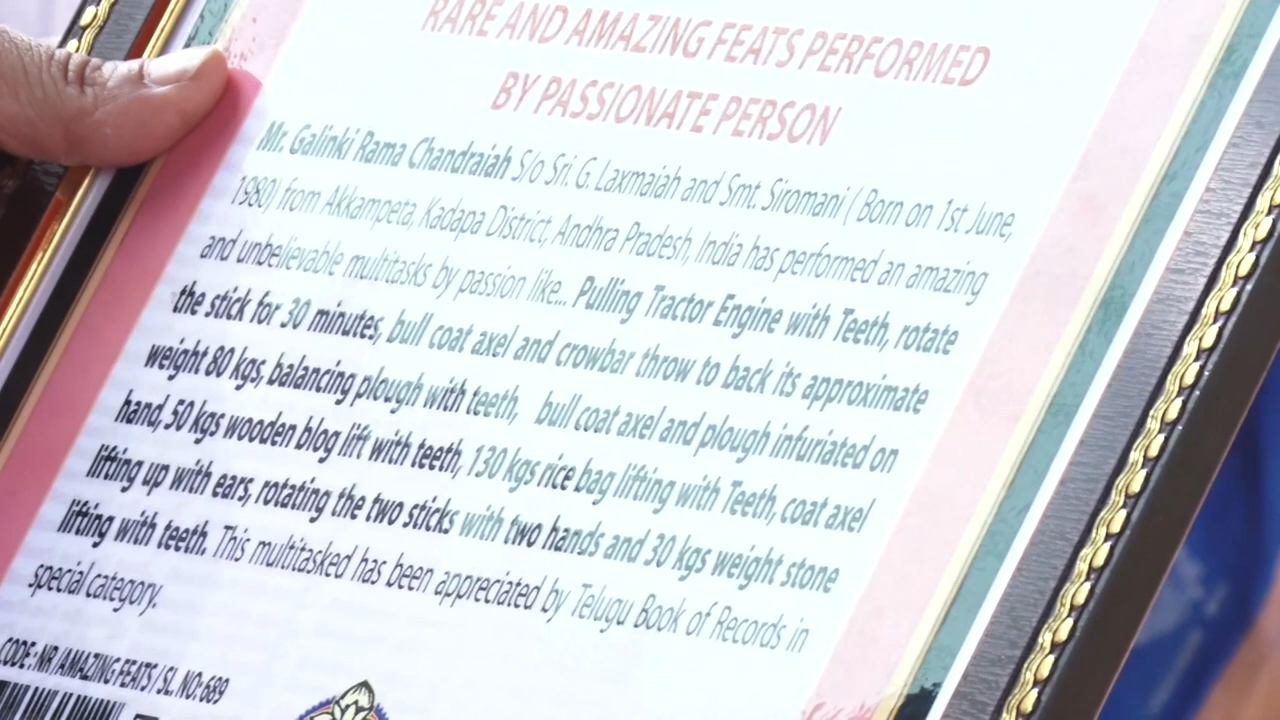 RARE AND AMAZING FEATS PERFORMED
BY PASSIONATE PERSON
Mr. Galinki Rama Chandraiah S/o Sri. G. Laxmaiah and Smt. Siromani ( Born on 1st June,
1980) from Akkampeta, Kadapa District, Andhra Pradesh, India has performed an amazing
and unbelievable multitasks by passion like... Pulling Tractor Engine with Teeth, rotate
the stick for 30 minutes, bull coat axel and crowbar throw to back its approximate
weight 80 kgs, balancing plough with teeth, bull coat axel and plough infuriated on
hand, 50 kgs wooden blog lift with teeth, 130 kgs rice bag lifting with Teeth, coat axel
lifting up with ears, rotating the two sticks with two hands and 30 kgs weight stone
lifting with teeth. This multitasked has been appreciated by Telugu Book of Records in
special category.
CODE : NR /AMAZING FEATS / SL. NO: 689